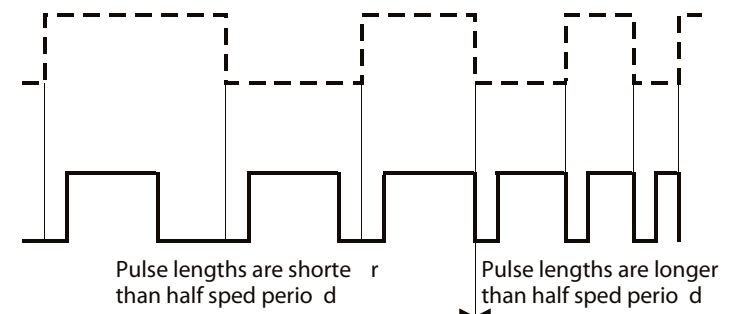 Pulse lengths are shorte r
than half sped perio d
Pulse lengths are longer
than half sped perio d